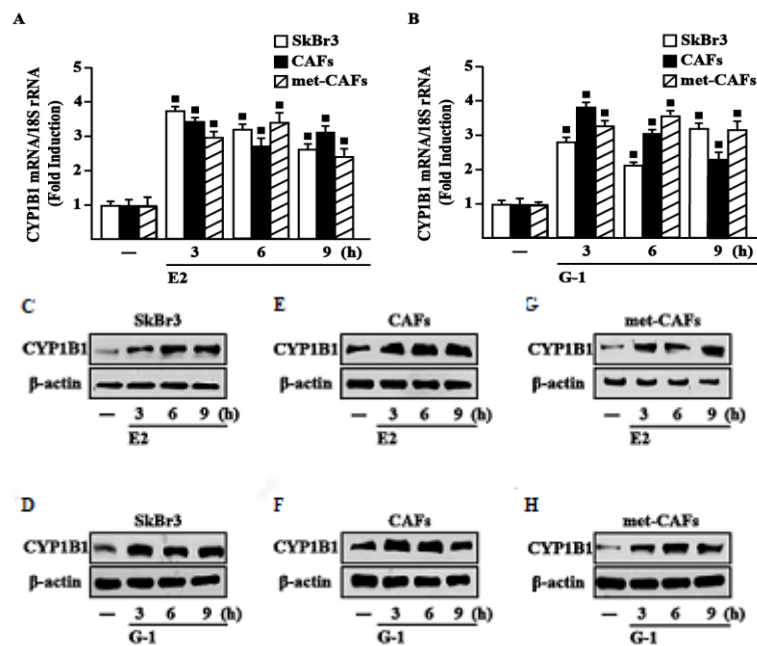 A
SkBr3
CAFs
met-CAFs
CYP1B1 mRNA/18S rRNA
(Fold Induction)
5
4
3
2
1
— 3 6 9 (h)
E2
B
SkBr3
CAFs
met-CAFs
CYP1B1 mRNA/18S rRNA
(Fold Induction)
5
4
3
2
1
— 3 6 9 (h)
G-1
C
SkBr3
CYP1B1
β-actin
— 3 6 9 (h)
E2
E
CAFs
CYP1B1
β-actin
— 3 6 9 (h)
E2
G
met-CAFs
CYP1B1
β-actin
— 3 6 9 (h)
E2
D
SkBr3
CYP1B1
β-actin
— 3 6 9 (h)
G-1
F
CAFs
CYP1B1
β-actin
— 3 6 9 (h)
G-1
H
met-CAFs
CYP1B1
β-actin
— 3 6 9 (h)
G-1